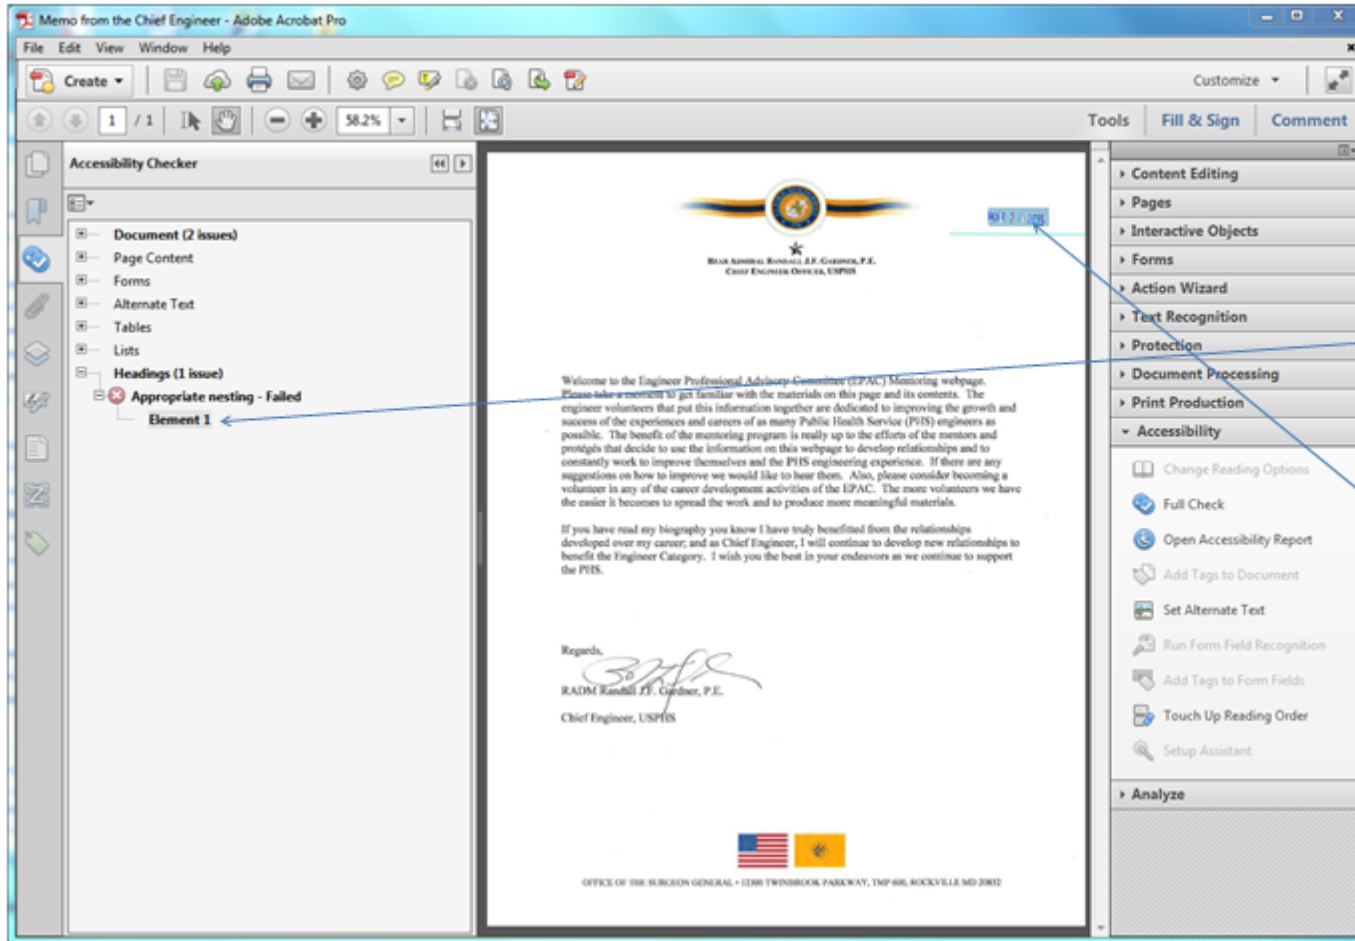 Memo from the Chief Engineer - Adobe Acrobat Pro
File Edit View Window Help
Create Customize
1 / 1 58.2% Tools Fill & Sign Comment
Accessibility Checker
Document (2 issues)
Page Content
Forms
Alternate Text
Tables
Lists
Headings (1 issue)
Appropriate nesting - Failed
Element 1
REAR ADMIRAL RANDALL J.F. GARDNER, P.E.
CHIEF ENGINEER OFFICER, USPHS
Welcome to the Engineer Professional Advisory Committee (EPAC) Mentoring webpage.
Please take a moment to get familiar with the materials on this page and its contents. The
engineer volunteers that put this information together are dedicated to improving the growth and
success of the experiences and careers of as many Public Health Service (PHS) engineers as
possible. The benefit of the mentoring program is really up to the efforts of the mentors and
protégés that decide to use the information on this webpage to develop relationships and to
constantly work to improve themselves and the PHS engineering experience. If there are any
suggestions on how to improve we would like to hear them. Also, please consider becoming a
volunteer in any of the career development activities of the EPAC. The more volunteers we have
the easier it becomes to spread the work and to produce more meaningful materials.
If you have read my biography you know I have truly benefitted from the relationships
developed over my career; and as Chief Engineer, I will continue to develop new relationships to
benefit the Engineer Category. I wish you the best in your endeavors as we continue to support
the PHS.
Regards,
RADM Randall J.F. Gardner, P.E.
Chief Engineer, USPHS
OFFICE OF THE SURGEON GENERAL • 12300 TWINBROOK PARKWAY, TMP 600, ROCKVILLE MD 20852
Content Editing
Pages
Interactive Objects
Forms
Action Wizard
Text Recognition
Protection
Document Processing
Print Production
Accessibility
Change Reading Options
Full Check
Open Accessibility Report
Add Tags to Document
Set Alternate Text
Run Form Field Recognition
Add Tags to Form Fields
Touch Up Reading Order
Setup Assistant
Analyze